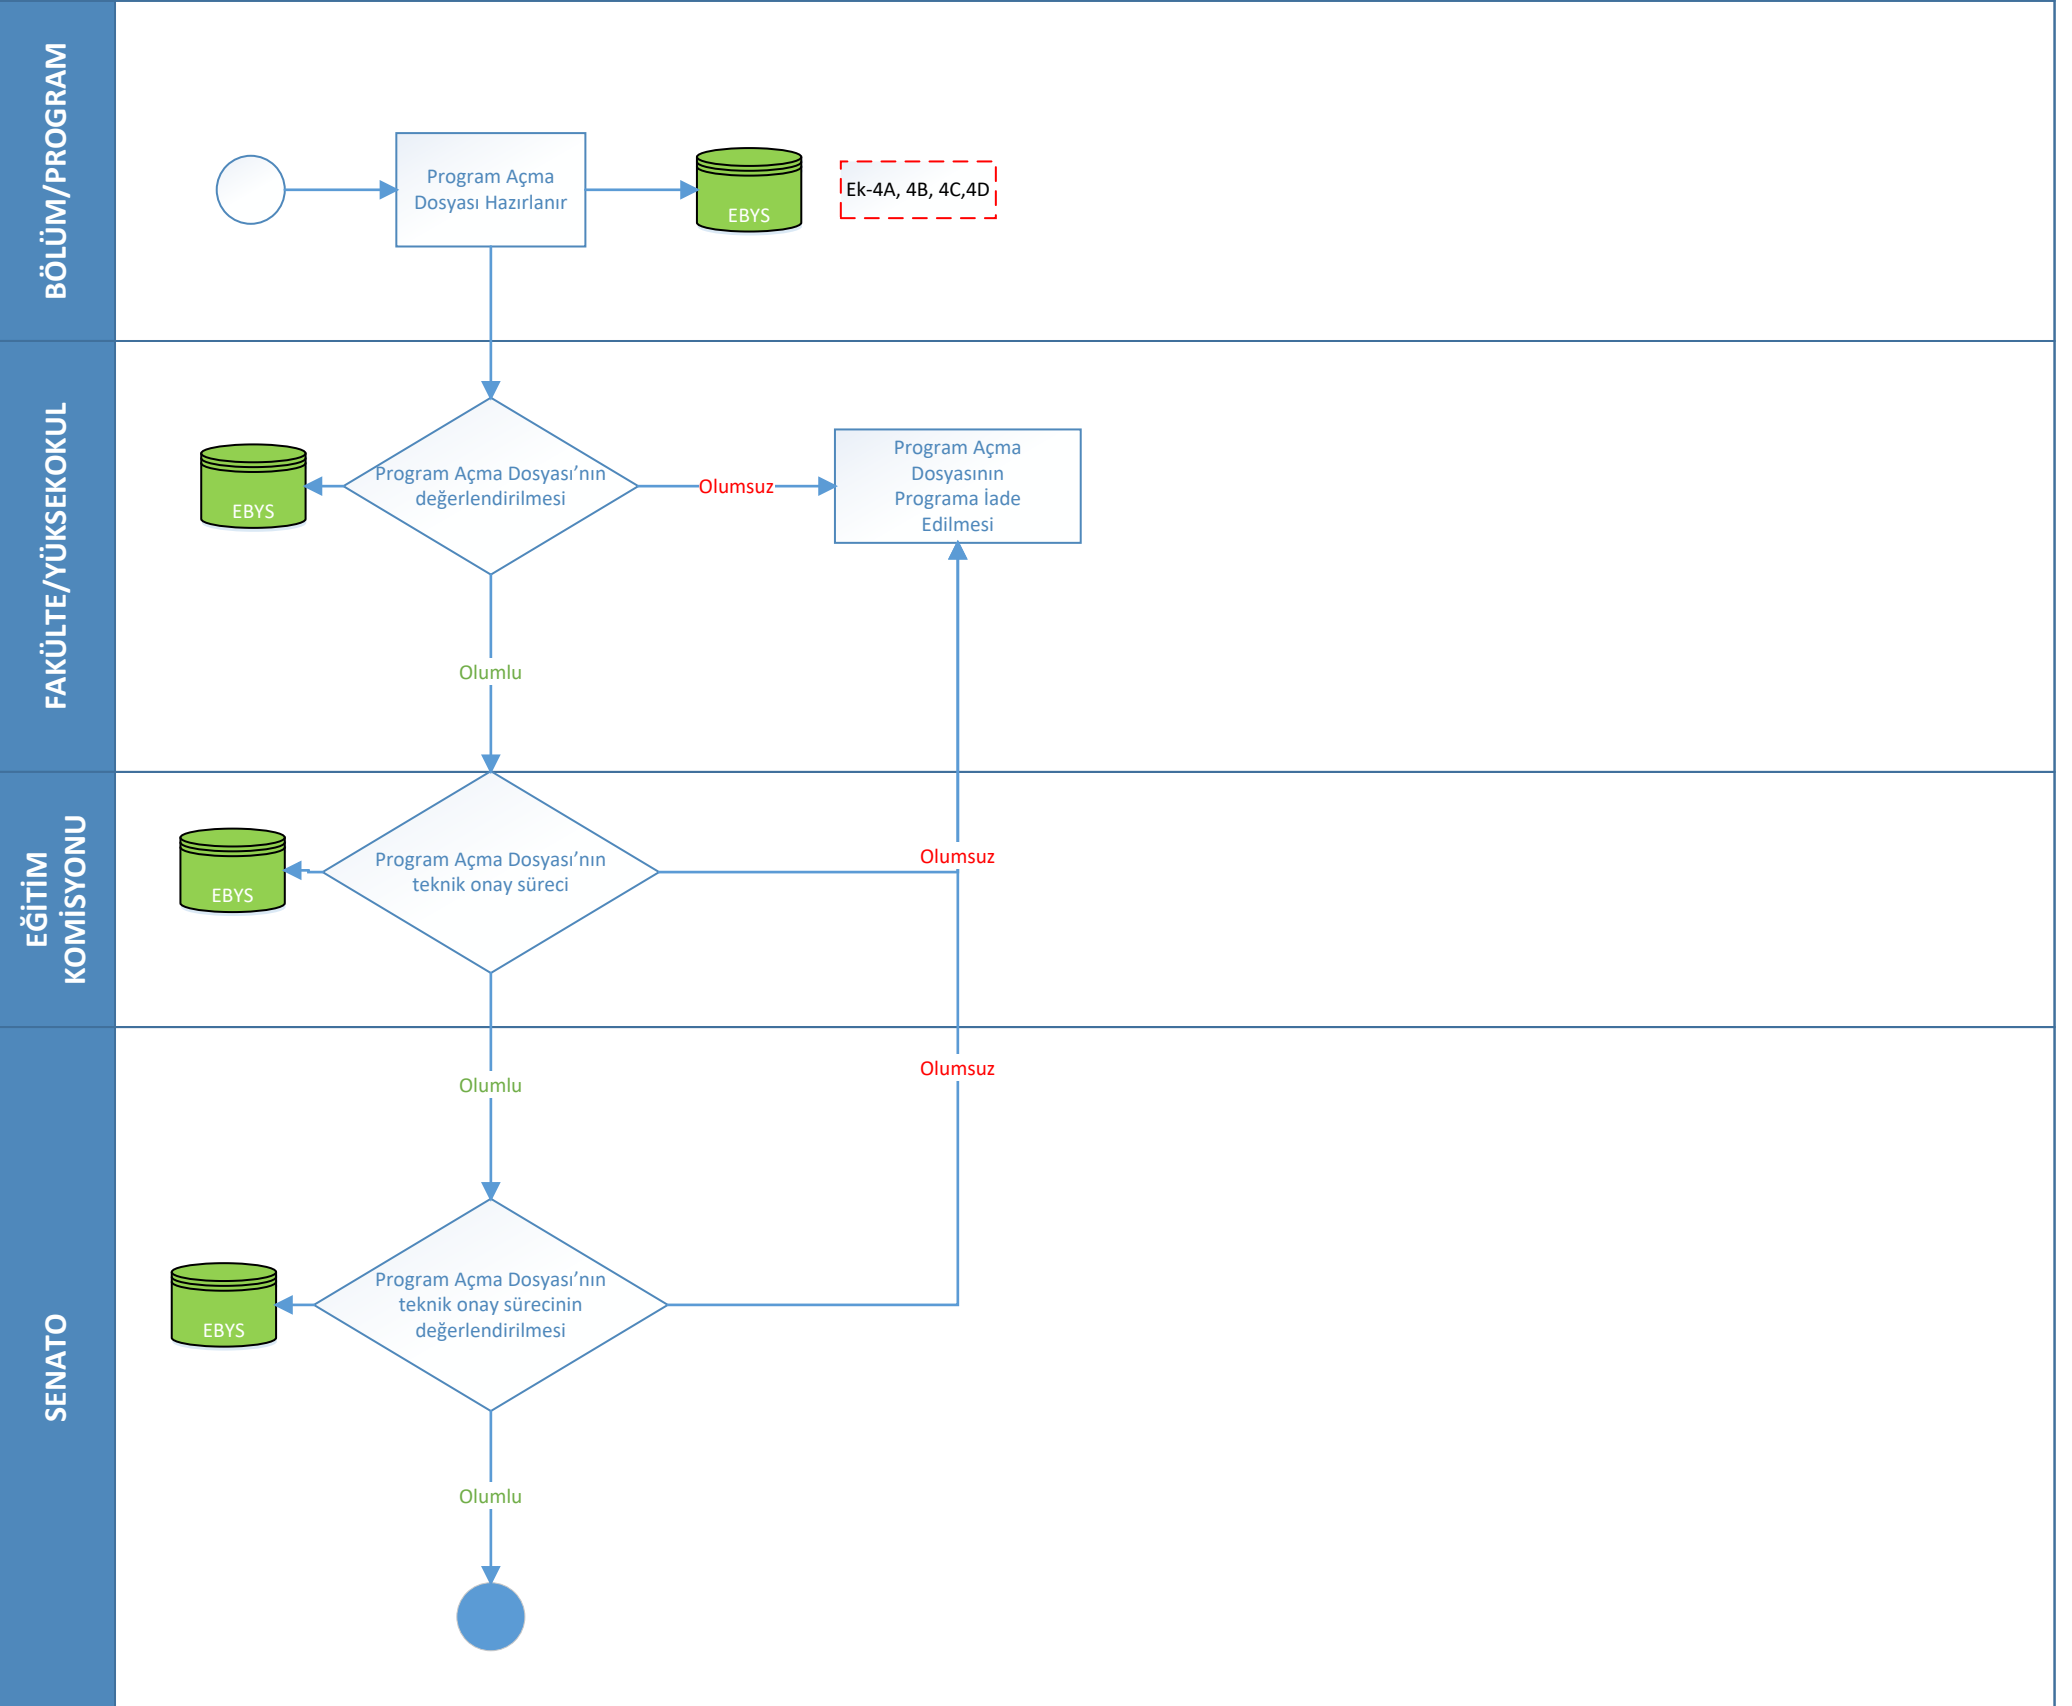 BÖLÜM/PROGRAM
Program Açma
Dosyası Hazırlanır
EBYS
Ek-4A, 4B, 4C,4D
FAKÜLTE/YÜKSEKOKUL
EBYS
Program Açma Dosyası’nın
değerlendirilmesi
Olumsuz
Program Açma
Dosyasının
Programa İade
Edilmesi
Olumlu
EĞİTİM
KOMİSYONU
EBYS
Program Açma Dosyası’nın
teknik onay süreci
Olumsuz
SENATO
Olumlu
Olumsuz
EBYS
Program Açma Dosyası’nın
teknik onay sürecinin
değerlendirilmesi
Olumlu